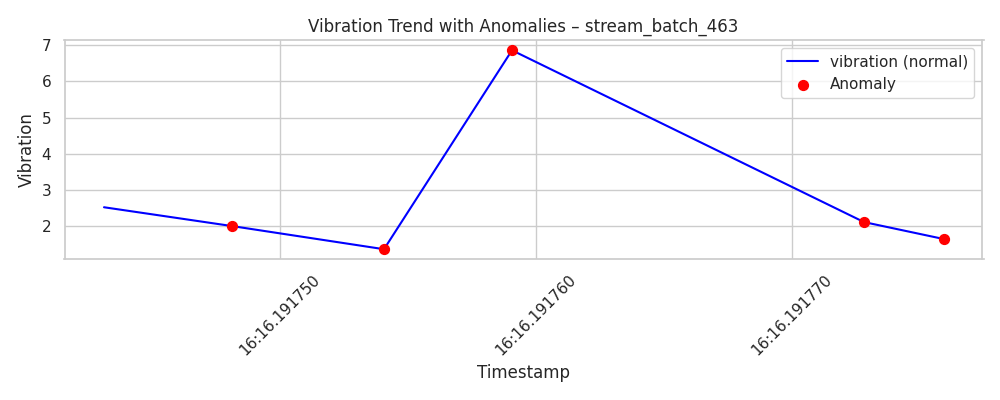 Vibration Trend with Anomalies – stream_batch_463
vibration (normal)
Anomaly
Vibration
7
6
5
4
3
2
16:16.191750
16:16.191760
16:16.191770
Timestamp